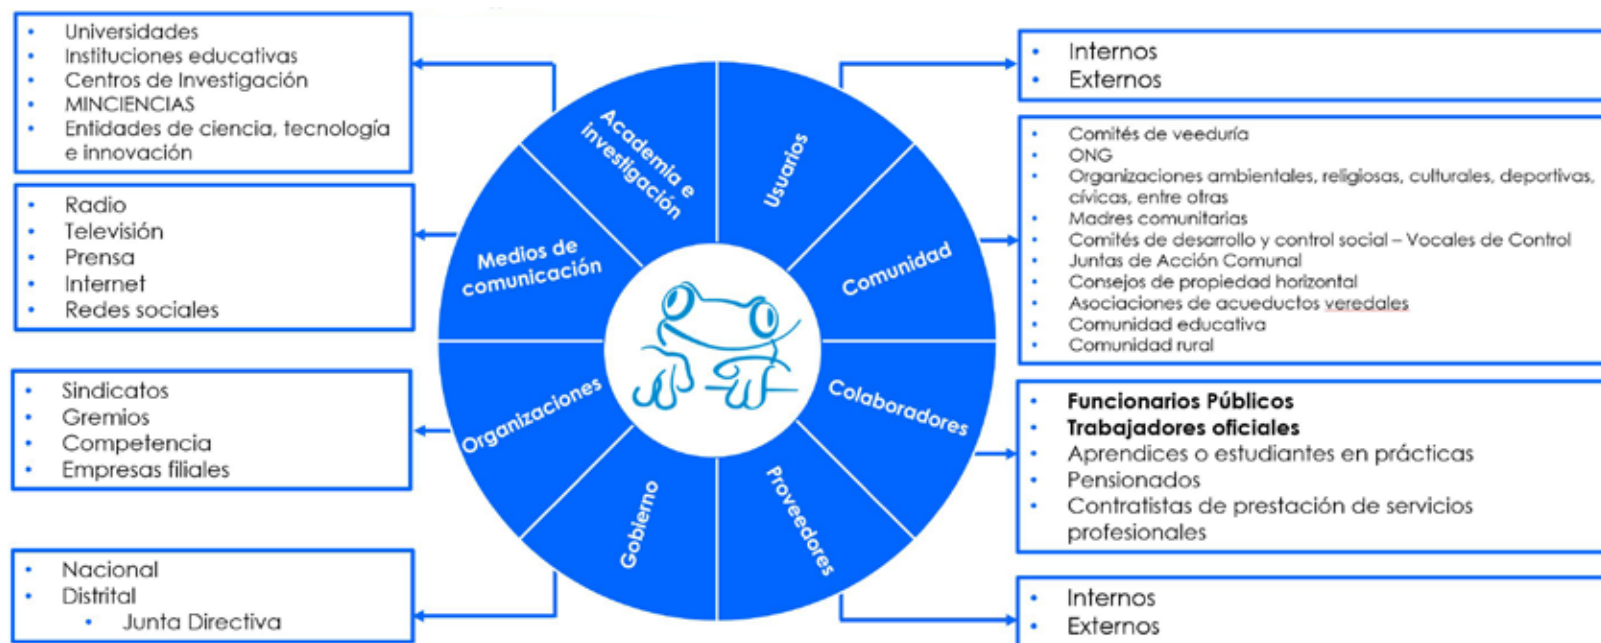 Universidades
Instituciones educativas
Centros de Investigación
MINCIENCIAS
Entidades de ciencia, tecnología
e innovación
Radio
Televisión
Prensa
Internet
Redes sociales
Sindicatos
Gremios
Competencia
Empresas filiales
Nacional
Distrital
Junta Directiva
Academia e
investigación
Usuarios
Medios de
comunicación
Comunidad
Organizaciones
Colaboradores
Gobierno
Proveedores
Internos
Externos
Comités de veeduría
ONG
Organizaciones ambientales, religiosas, culturales, deportivas,
cívicas, entre otras
Madres comunitarias
Comités de desarrollo y control social – Vocales de Control
Juntas de Acción Comunal
Consejos de propiedad horizontal
Asociaciones de acueductos veredales
Comunidad educativa
Comunidad rural
Funcionarios Públicos
Trabajadores oficiales
Aprendices o estudiantes en prácticas
Pensionados
Contratistas de prestación de servicios
profesionales
Internos
Externos